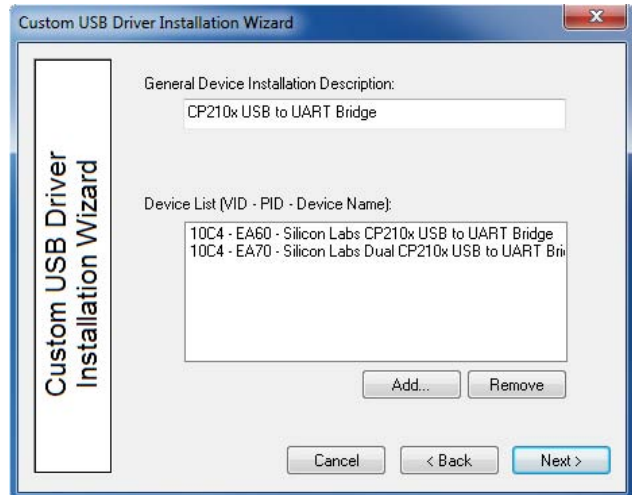 Custom USB Driver Installation Wizard
Custom USB Driver
Installation Wizard
General Device Installation Description:
CP210x USB to UART Bridge
Device List (VID - PID - Device Name):
10C4 - EA60 - Silicon Labs CP210x USB to UART Bridge
10C4 - EA70 - Silicon Labs Dual CP210x USB to UART Bri
Add...
Remove
Cancel
< Back
Next >